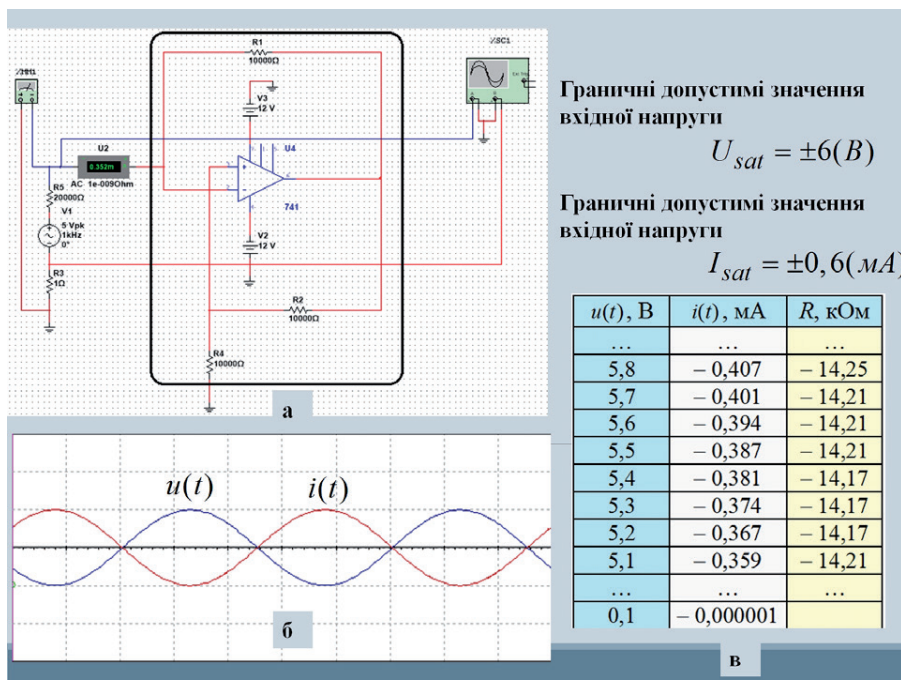 XMM1
R1
10000Ω
XSC1
Ext Trig
V3
12 V
U2
0.352m
AC 1e-009Ohm
U4
741
R5
20000Ω
V1
5 Vpk
1kHz
0°
R3
1Ω
V2
12 V
R2
10000Ω
R4
10000Ω
а
Граничні допустимі значення
вхідної напруги
U_sat = ±6(В)
Граничні допустимі значення
вхідної напруги
I_sat = ±0,6(мА)
u(t), В i(t), мА R, кОм
... ... ...
5,8 – 0,407 – 14,25
5,7 – 0,401 – 14,21
5,6 – 0,394 – 14,21
5,5 – 0,387 – 14,21
5,4 – 0,381 – 14,17
5,3 – 0,374 – 14,17
5,2 – 0,367 – 14,17
5,1 – 0,359 – 14,21
... ... ...
0,1 – 0,000001
в
u(t) i(t)
б